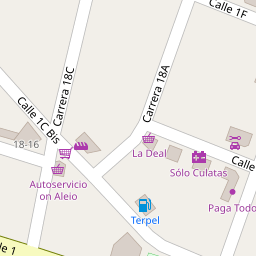 Calle 1F
Carrera 18C
Carrera 18A
Calle 1C Bis
18-16
La Deal
Calle
Sólo Culatas
Autoservicio
on Aleio
Paga Todo
Terpel
le 1